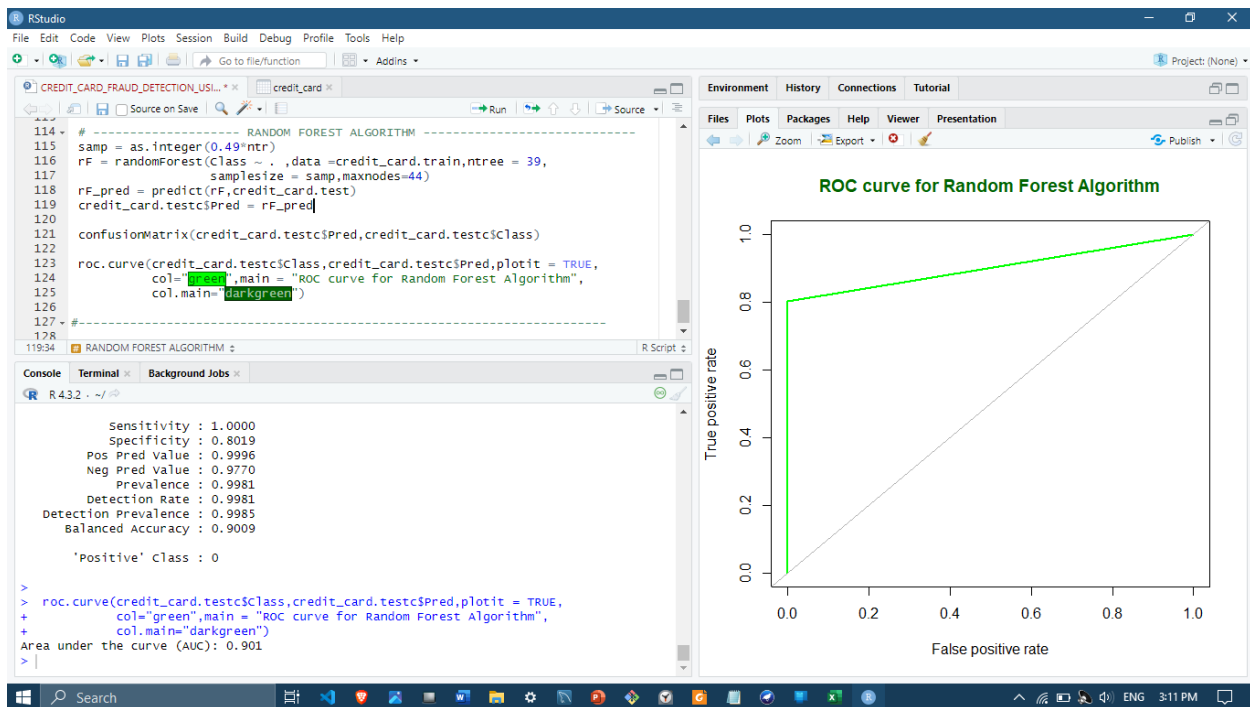 RStudio
File Edit Code View Plots Session Build Debug Profile Tools Help
Go to file/function
Addins
Project: (None)
CREDIT_CARD_FRAUD_DETECTION_USI...*
credit_card
Source on Save
Run
Source
114 # -------------------- RANDOM FOREST ALGORITHM -----------------------------
115 samp = as.integer(0.49*ntr)
116 rF = randomForest(Class ~ . ,data =credit_card.train,ntree = 39,
117 samplesize = samp,maxnodes=44)
118 rF_pred = predict(rF,credit_card.test)
119 credit_card.testc$Pred = rF_pred
120
121 confusionMatrix(credit_card.testc$Pred,credit_card.testc$Class)
122
123 roc.curve(credit_card.testc$Class,credit_card.testc$Pred,plotit = TRUE,
124 col="green",main = "ROC curve for Random Forest Algorithm",
125 col.main="darkgreen")
126
127 #------------------------------------------------------------------------
128
119:34 RANDOM FOREST ALGORITHM R Script
Console Terminal Background Jobs
R 4.3.2 · ~/
Sensitivity : 1.0000
Specificity : 0.8019
Pos Pred Value : 0.9996
Neg Pred Value : 0.9770
Prevalence : 0.9981
Detection Rate : 0.9981
Detection Prevalence : 0.9985
Balanced Accuracy : 0.9009
'Positive' Class : 0
>
> roc.curve(credit_card.testc$Class,credit_card.testc$Pred,plotit = TRUE,
+ col="green",main = "ROC curve for Random Forest Algorithm",
+ col.main="darkgreen")
Area under the curve (AUC): 0.901
>
Environment History Connections Tutorial
Files Plots Packages Help Viewer Presentation
Zoom Export Publish
ROC curve for Random Forest Algorithm
True positive rate
1.0
0.8
0.6
0.4
0.2
0.0
0.0 0.2 0.4 0.6 0.8 1.0
False positive rate
Search
ENG 3:11 PM